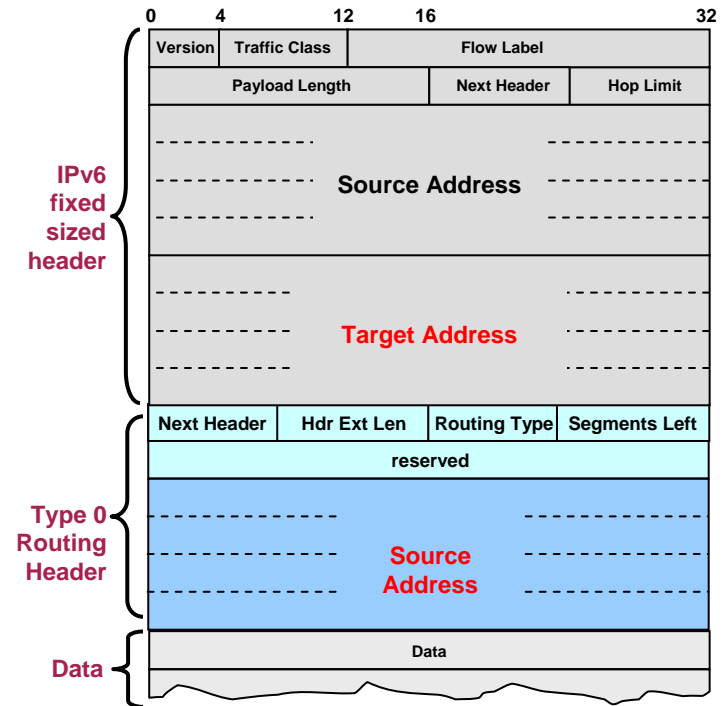 0 4 12 16 32
Version Traffic Class Flow Label
Payload Length Next Header Hop Limit
IPv6
fixed
sized
header
Source Address
Target Address
Next Header Hdr Ext Len Routing Type Segments Left
reserved
Type 0
Routing
Header
Source
Address
Data
Data